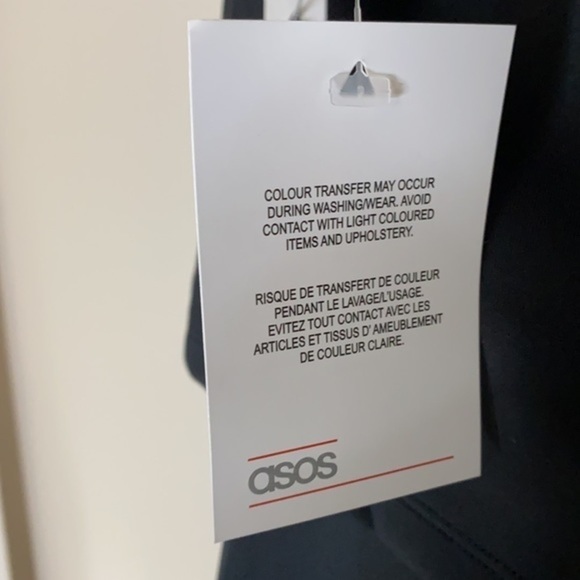 COLOUR TRANSFER MAY OCCUR
DURING WASHING/WEAR. AVOID
CONTACT WITH LIGHT COLOURED
ITEMS AND UPHOLSTERY.
RISQUE DE TRANSFERT DE COULEUR
PENDANT LE LAVAGE/L'USAGE.
EVITEZ TOUT CONTACT AVEC LES
ARTICLES ET TISSUS D' AMEUBLEMENT
DE COULEUR CLAIRE.
asos